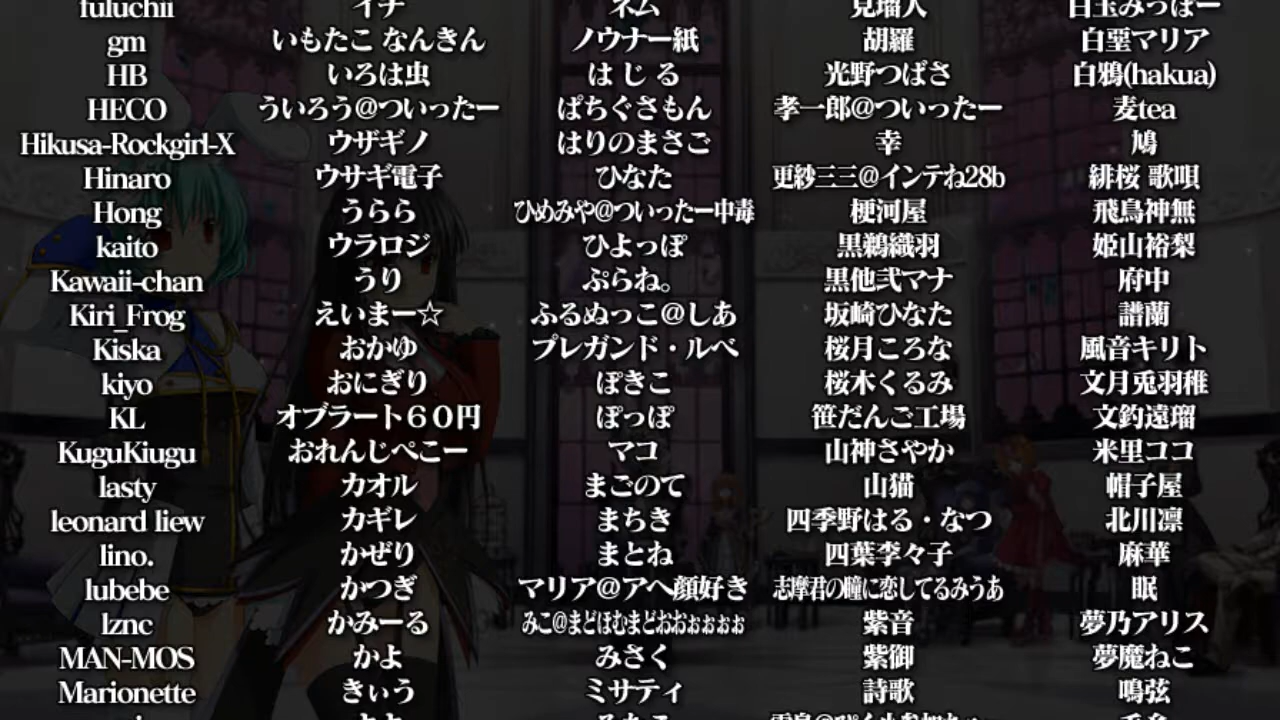 fuluchii イナ ネム 見瑠人 白玉みっぽー
gm いもたこ なんきん ノウナー紙 胡羅 白堊マリア
HB いろは虫 はじる 光野つばさ 白鴉(hakua)
HECO ういろう@ついったー ぱちぐさもん 孝一郎@ついったー 麦tea
Hikusa-Rockgirl-X ウザギノ はりのまさご 幸 鳩
Hinaro ウサギ電子 ひなた 更紗三三@インテね28b 緋桜 歌唄
Hong うらら ひめみや@ついったー中毒 梗河屋 飛鳥神無
kaito ウラロジ ひよっぽ 黒鵜織羽 姫山裕梨
Kawaii-chan うり ぷらね。 黒他弐マナ 府中
Kiri_Frog えいまー☆ ふるぬっこ@しあ 坂崎ひなた 譜蘭
Kiska おかゆ プレガンド・ルベ 桜月ころな 風音キリト
kiyo おにぎり ぽきこ 桜木くるみ 文月兎羽稚
KL オブラート60円 ぽっぽ 笹だんご工場 文釣遠瑠
KuguKiugu おれんじぺこー マコ 山神さやか 米里ココ
lasty カオル まごのて 山猫 帽子屋
leonard liew カギレ まちき 四季野はる・なつ 北川凛
lino. かぜり まとね 四葉李々子 麻華
lubebe かつぎ マリア@アヘ顔好き 志摩君の瞳に恋してるみうあ 眠
lznc かみーる みこ@まどほむまどおおぉぉぉぉ 紫音 夢乃アリス
MAN-MOS かよ みさく 紫御 夢魔ねこ
Marionette きぃう ミサティ 詩歌 鳴弦